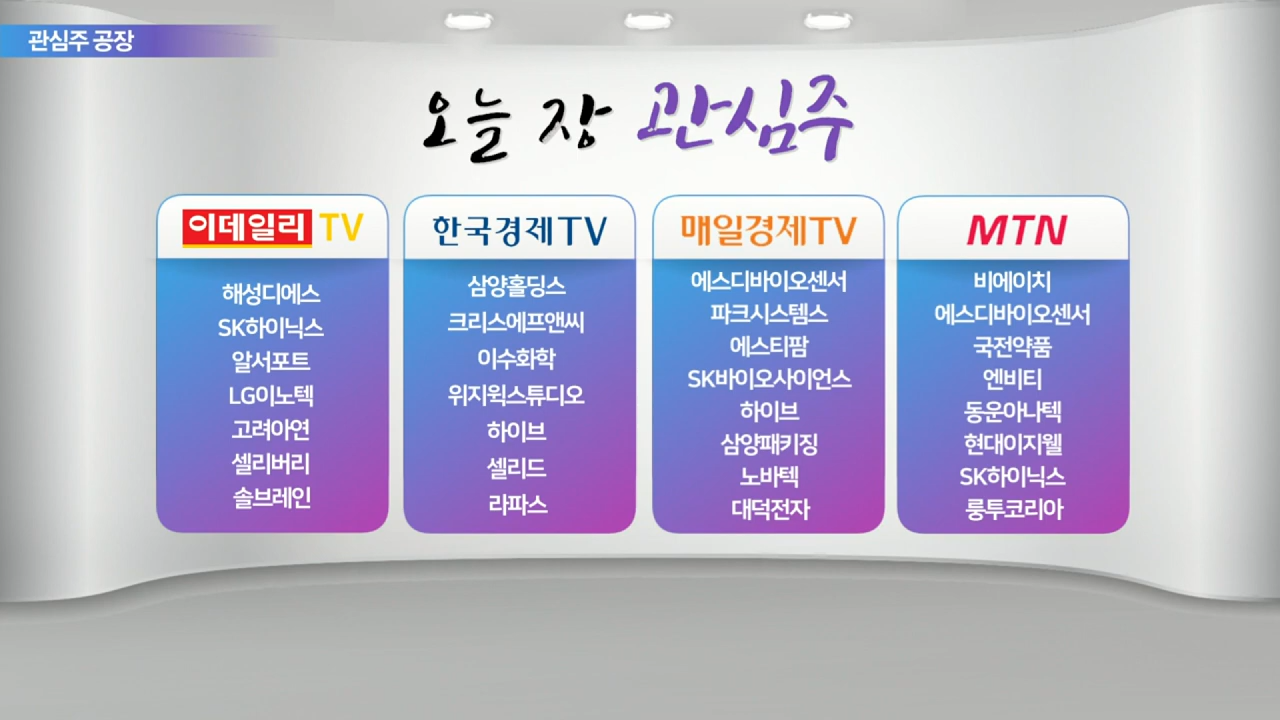 관심주 공장
오늘 장 관심주
이데일리 TV
해성디에스
SK하이닉스
알서포트
LG이노텍
고려아연
셀리버리
솔브레인
한국경제TV
삼양홀딩스
크리스에프앤씨
이수화학
위지윅스튜디오
하이브
셀리드
라파스
매일경제TV
에스디바이오센서
파크시스템스
에스티팜
SK바이오사이언스
하이브
삼양패키징
노바텍
대덕전자
MTN
비에이치
에스디바이오센서
국전약품
엔비티
동운아나텍
현대이지웰
SK하이닉스
룽투코리아